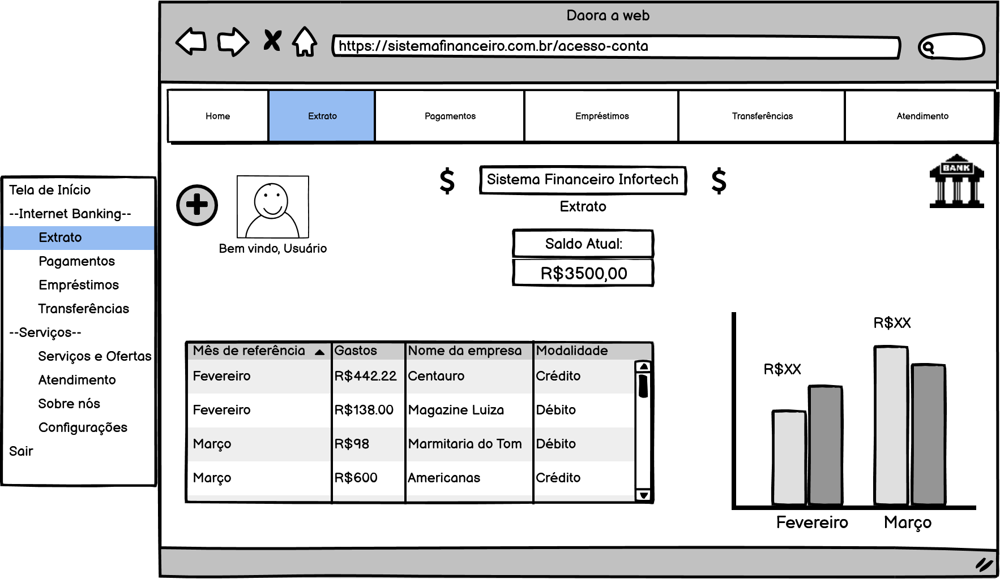 Daora a web
https://sistemafinanceiro.com.br/acesso-conta
Home Extrato Pagamentos Empréstimos Transferências Atendimento
Tela de Início
--Internet Banking--
Extrato
Pagamentos
Empréstimos
Transferências
--Serviços--
Serviços e Ofertas
Atendimento
Sobre nós
Configurações
Sair
Bem vindo, Usuário
$ Sistema Financeiro Infortech $
Extrato
BANK
Saldo Atual:
R$3500,00
Mês de referência Gastos Nome da empresa Modalidade
Fevereiro R$442.22 Centauro Crédito
Fevereiro R$138.00 Magazine Luiza Débito
Março R$98 Marmitaria do Tom Débito
Março R$600 Americanas Crédito
R$XX
R$XX
Fevereiro Março